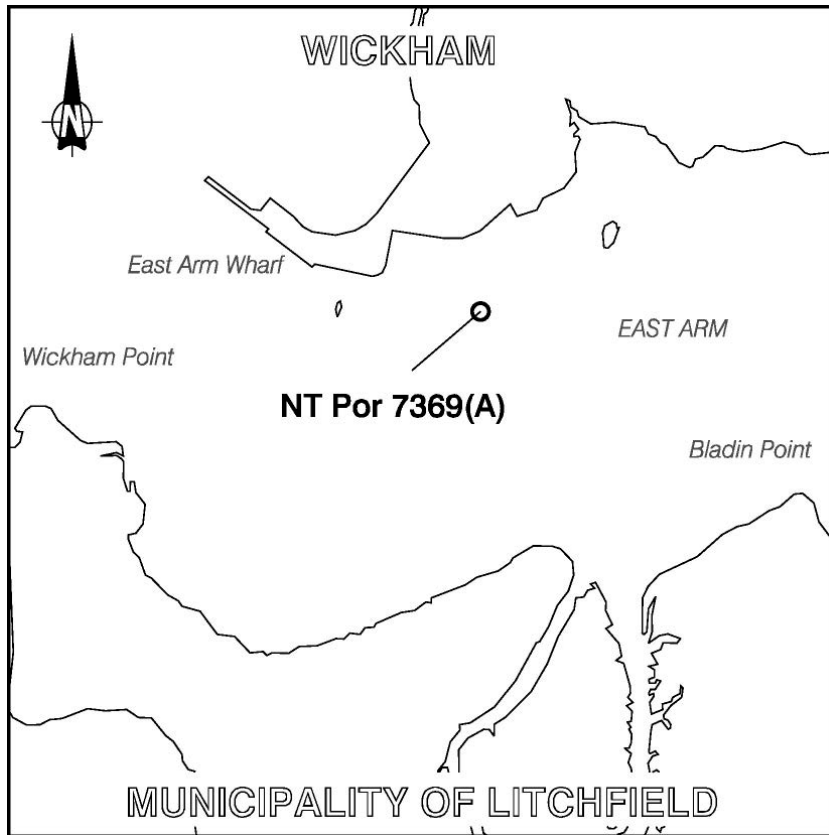 WICKHAM
N
East Arm Wharf
EAST ARM
Wickham Point
NT Por 7369(A)
Bladin Point
MUNICIPALITY OF LITCHFIELD